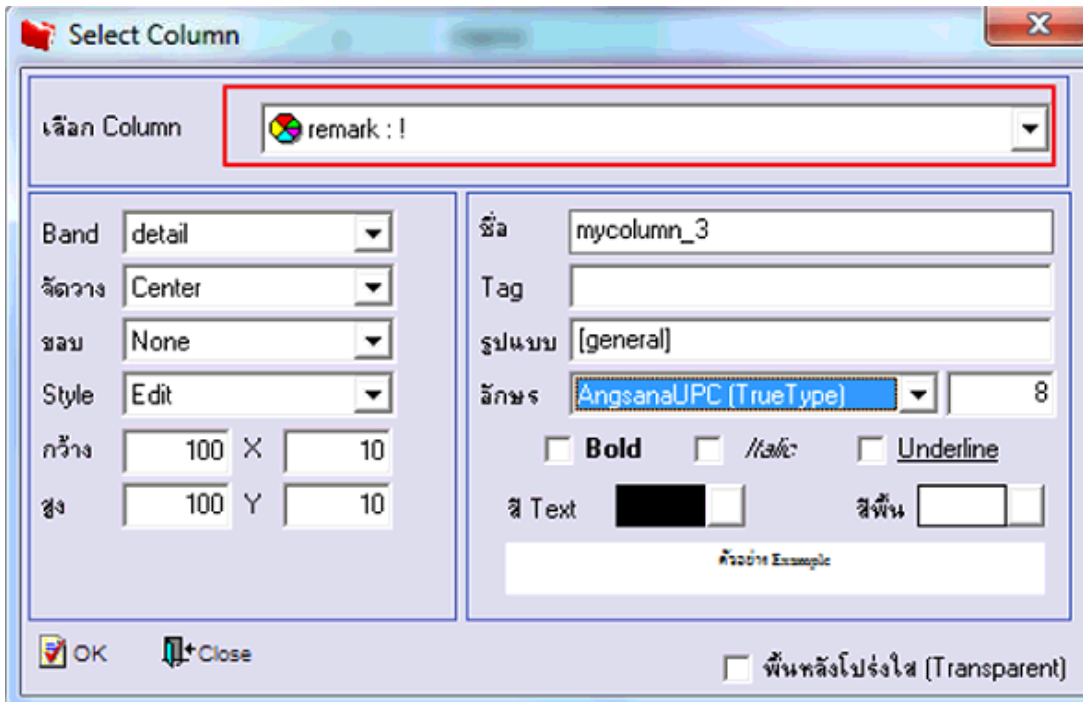 Select Column
เลือก Column remark : !
Band detail
จัดวาง Center
ขอบ None
Style Edit
กว้าง 100 X 10
สูง 100 Y 10
ชื่อ mycolumn_3
Tag
รูปแบบ [general]
อักษร AngsanaUPC (TrueType) 8
Bold Italic Underline
สี Text สีพื้น
ตัวอย่าง Example
OK Close
พื้นหลังโปร่งใส (Transparent)